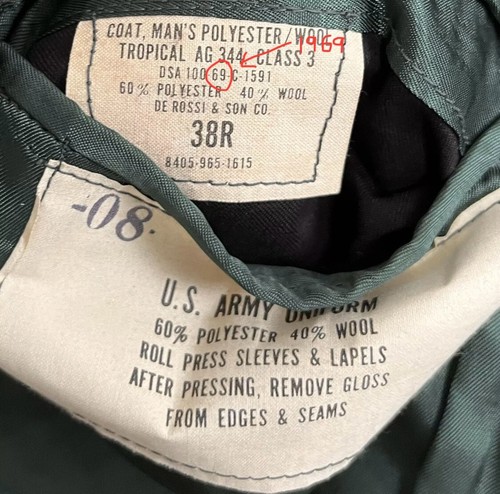 COAT, MAN'S POLYESTER/WOOL
TROPICAL AG 344, CLASS 3
1969
DSA 100-69-C-1591
60% POLYESTER 40% WOOL
DE ROSSI & SON CO.
38R
8405-965-1615
-08-
U.S. ARMY UNIFORM
60% POLYESTER 40% WOOL
ROLL PRESS SLEEVES & LAPELS
AFTER PRESSING, REMOVE GLOSS
FROM EDGES & SEAMS